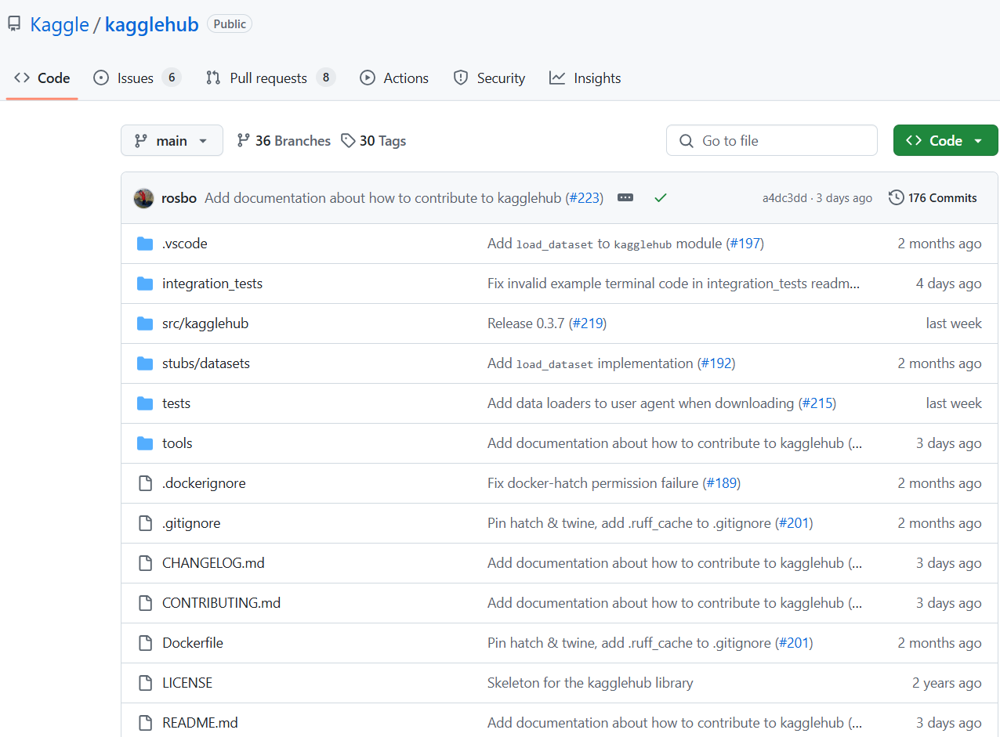 Kaggle / kagglehub Public
Code Issues 6 Pull requests 8 Actions Security Insights
main 36 Branches 30 Tags Go to file Code
rosbo Add documentation about how to contribute to kagglehub (#223) a4dc3dd · 3 days ago 176 Commits
.vscode Add load_dataset to kagglehub module (#197) 2 months ago
integration_tests Fix invalid example terminal code in integration_tests readm... 4 days ago
src/kagglehub Release 0.3.7 (#219) last week
stubs/datasets Add load_dataset implementation (#192) 2 months ago
tests Add data loaders to user agent when downloading (#215) last week
tools Add documentation about how to contribute to kagglehub (... 3 days ago
.dockerignore Fix docker-hatch permission failure (#189) 2 months ago
.gitignore Pin hatch & twine, add .ruff_cache to .gitignore (#201) 2 months ago
CHANGELOG.md Add documentation about how to contribute to kagglehub (... 3 days ago
CONTRIBUTING.md Add documentation about how to contribute to kagglehub (... 3 days ago
Dockerfile Pin hatch & twine, add .ruff_cache to .gitignore (#201) 2 months ago
LICENSE Skeleton for the kagglehub library 2 years ago
README.md Add documentation about how to contribute to kagglehub (... 3 days ago